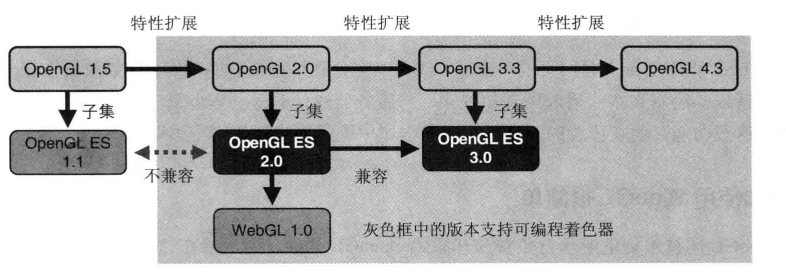 特性扩展 特性扩展 特性扩展
OpenGL 1.5 OpenGL 2.0 OpenGL 3.3 OpenGL 4.3
子集 子集 子集
OpenGL ES
1.1
OpenGL ES
2.0
OpenGL ES
3.0
不兼容 兼容
WebGL 1.0 灰色框中的版本支持可编程着色器